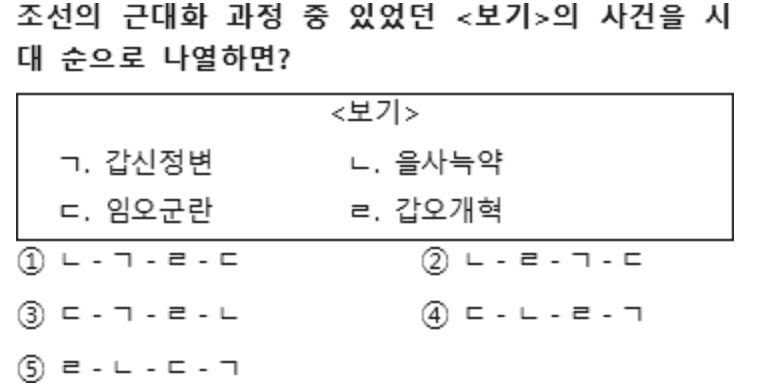 조선의 근대화 과정 중 있었던 <보기>의 사건을 시
대 순으로 나열하면?
<보기>
ㄱ. 갑신정변 ㄴ. 을사늑약
ㄷ. 임오군란 ㄹ. 갑오개혁
① ㄴ - ㄱ - ㄹ - ㄷ ② ㄴ - ㄹ - ㄱ - ㄷ
③ ㄷ - ㄱ - ㄹ - ㄴ ④ ㄷ - ㄴ - ㄹ - ㄱ
⑤ ㄹ - ㄴ - ㄷ - ㄱ